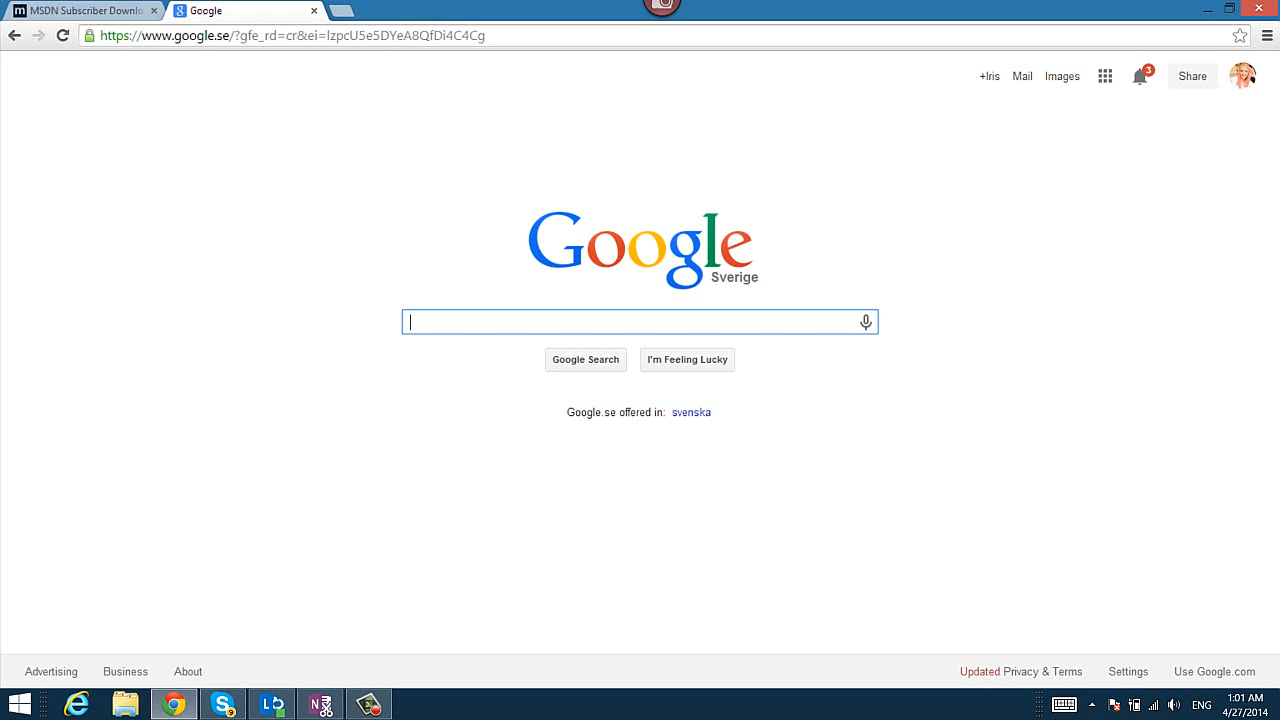 MSDN Subscriber Downlo
Google
https://www.google.se/?gfe_rd=cr&ei=lzpcU5e5DYeA8QfDi4C4Cg
+Iris Mail Images 3 Share
Google
Sverige
Google Search I'm Feeling Lucky
Google.se offered in: svenska
Advertising Business About Updated Privacy & Terms Settings Use Google.com
ENG
1:01 AM
4/27/2014